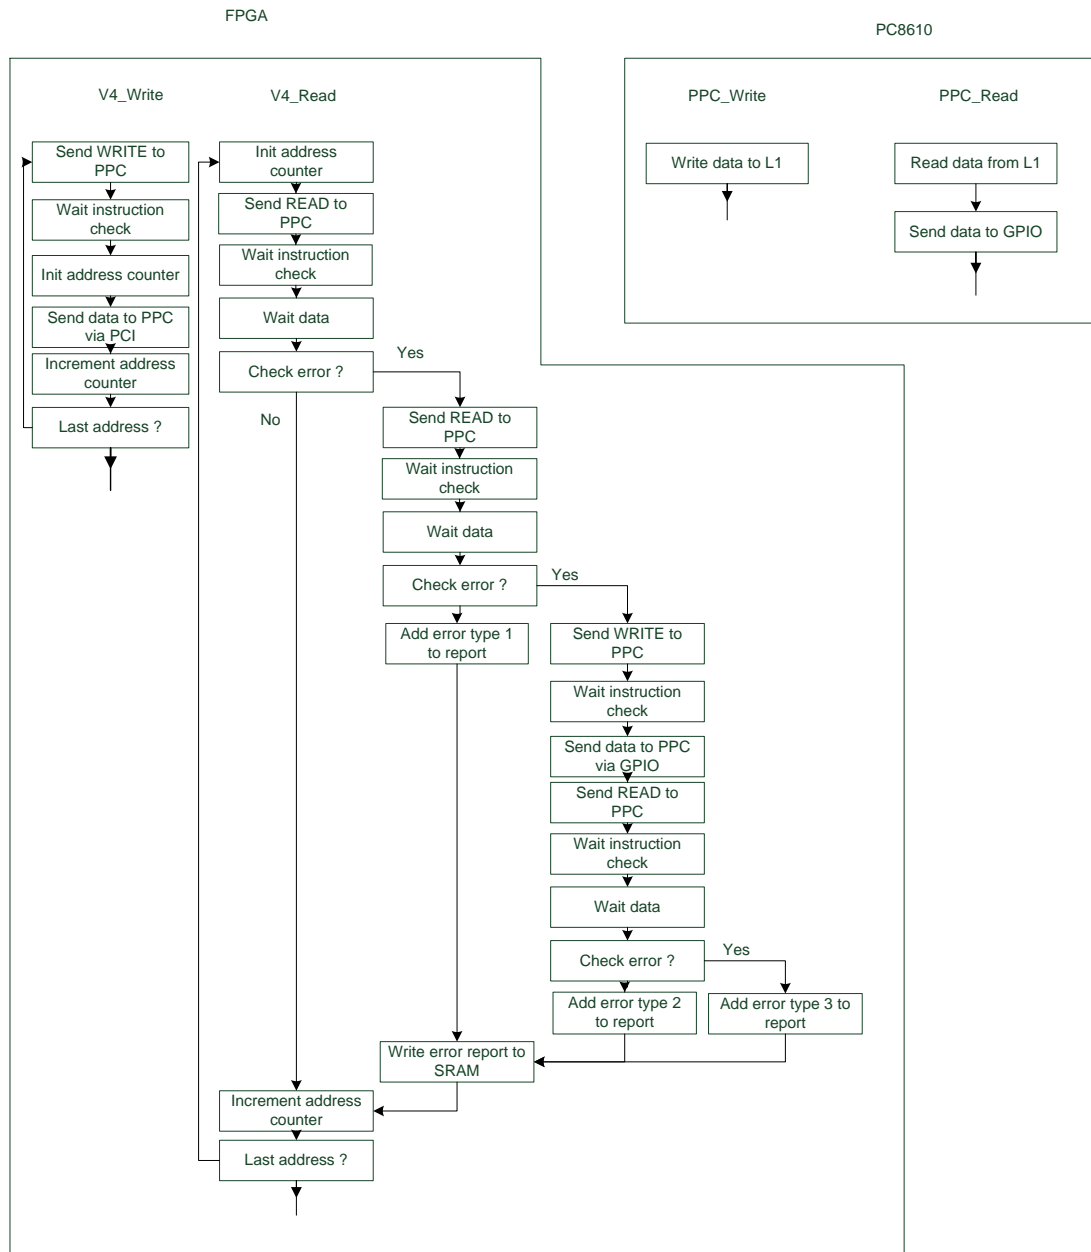 FPGA
PC8610
V4_Write
V4_Read
PPC_Write
PPC_Read
Send WRITE to
PPC
Wait instruction
check
Init address counter
Send data to PPC
via PCI
Increment address
counter
Last address ?
Init address
counter
Send READ to
PPC
Wait instruction
check
Wait data
Check error ?
Yes
No
Send READ to
PPC
Wait instruction
check
Wait data
Check error ?
Yes
Add error type 1
to report
Send WRITE to
PPC
Wait instruction
check
Send data to PPC
via GPIO
Send READ to
PPC
Wait instruction
check
Wait data
Check error ?
Yes
Add error type 2
to report
Add error type 3 to
report
Write error report to
SRAM
Increment address
counter
Last address ?
Write data to L1
Read data from L1
Send data to GPIO